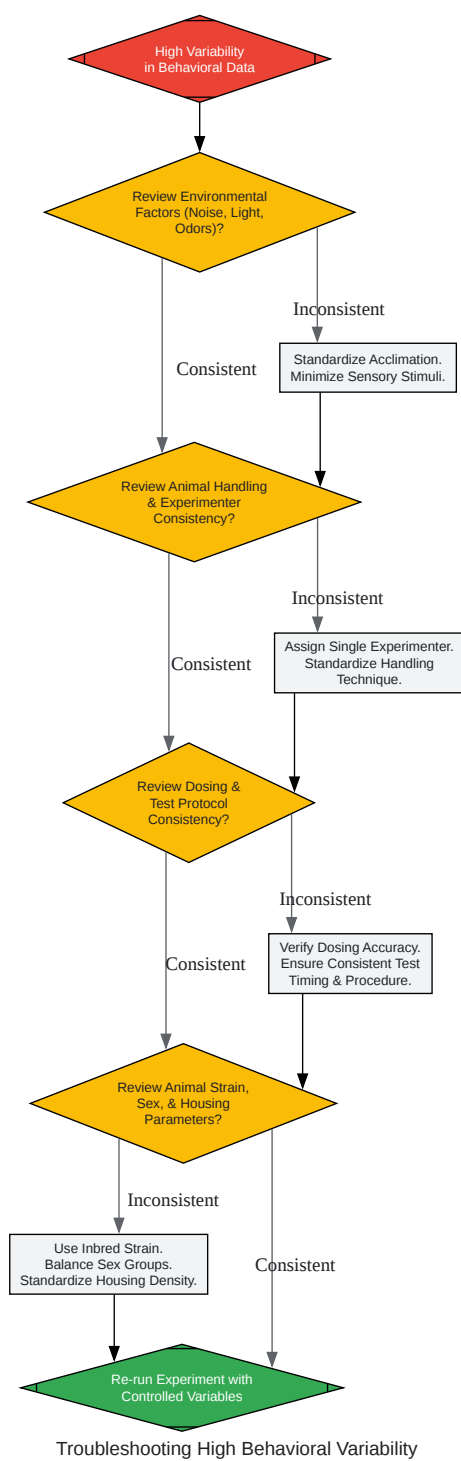 High Variability
in Behavioral Data
Review Environmental
Factors (Noise, Light,
Odors)?
Inconsistent
Consistent
Standardize Acclimation.
Minimize Sensory Stimuli.
Review Animal Handling
& Experimenter
Consistency?
Inconsistent
Consistent
Assign Single Experimenter.
Standardize Handling
Technique.
Review Dosing &
Test Protocol
Consistency?
Inconsistent
Consistent
Verify Dosing Accuracy.
Ensure Consistent Test
Timing & Procedure.
Review Animal Strain,
Sex, & Housing
Parameters?
Inconsistent
Consistent
Use Inbred Strain.
Balance Sex Groups.
Standardize Housing Density.
Re-run Experiment with
Controlled Variables
Troubleshooting High Behavioral Variability